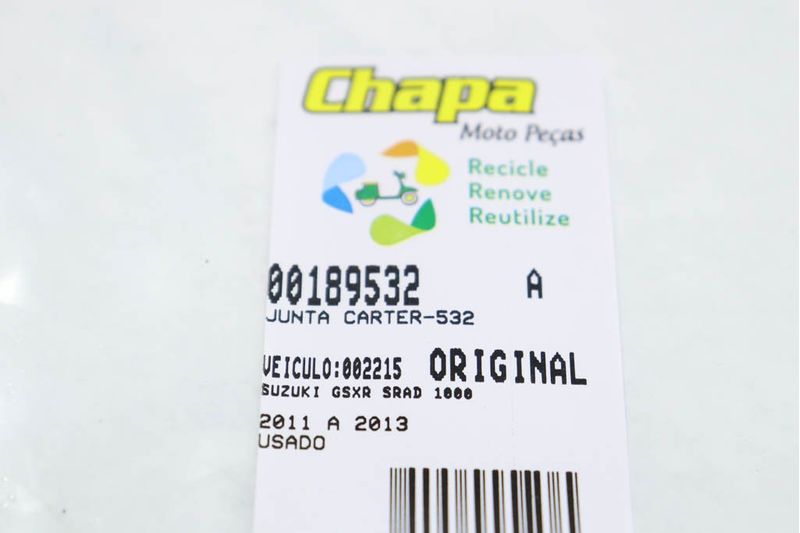 Chapa
Moto Peças
Recicle
Renove
Reutilize
00189532 A
JUNTA CARTER-532
VEICULO:002215 ORIGINAL
SUZUKI GSXR SRAD 1000
2011 A 2013
USADO